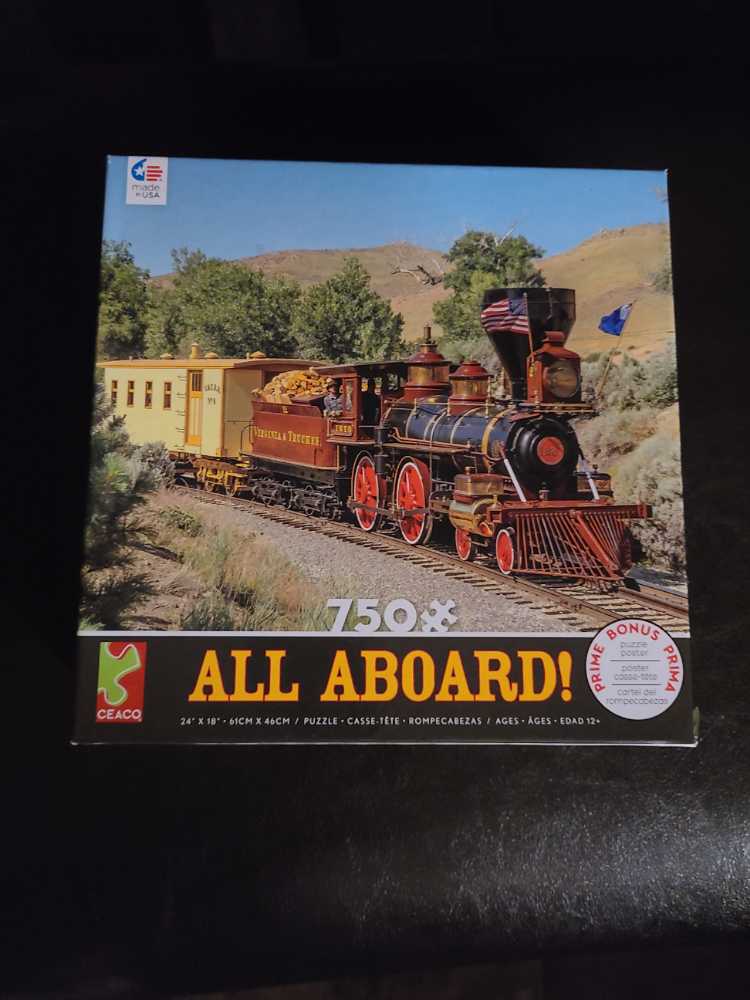 made
in USA
VIRGINIA & TRUCKEE
750
PRIME BONUS PRIMA
puzzle
poster
póster
casse-tête
cartel del
rompecabezas
CEACO
ALL ABOARD!
24" X 18" • 61CM X 46CM / PUZZLE • CASSE-TÊTE • ROMPECABEZAS / AGES • ÂGES • EDAD 12+